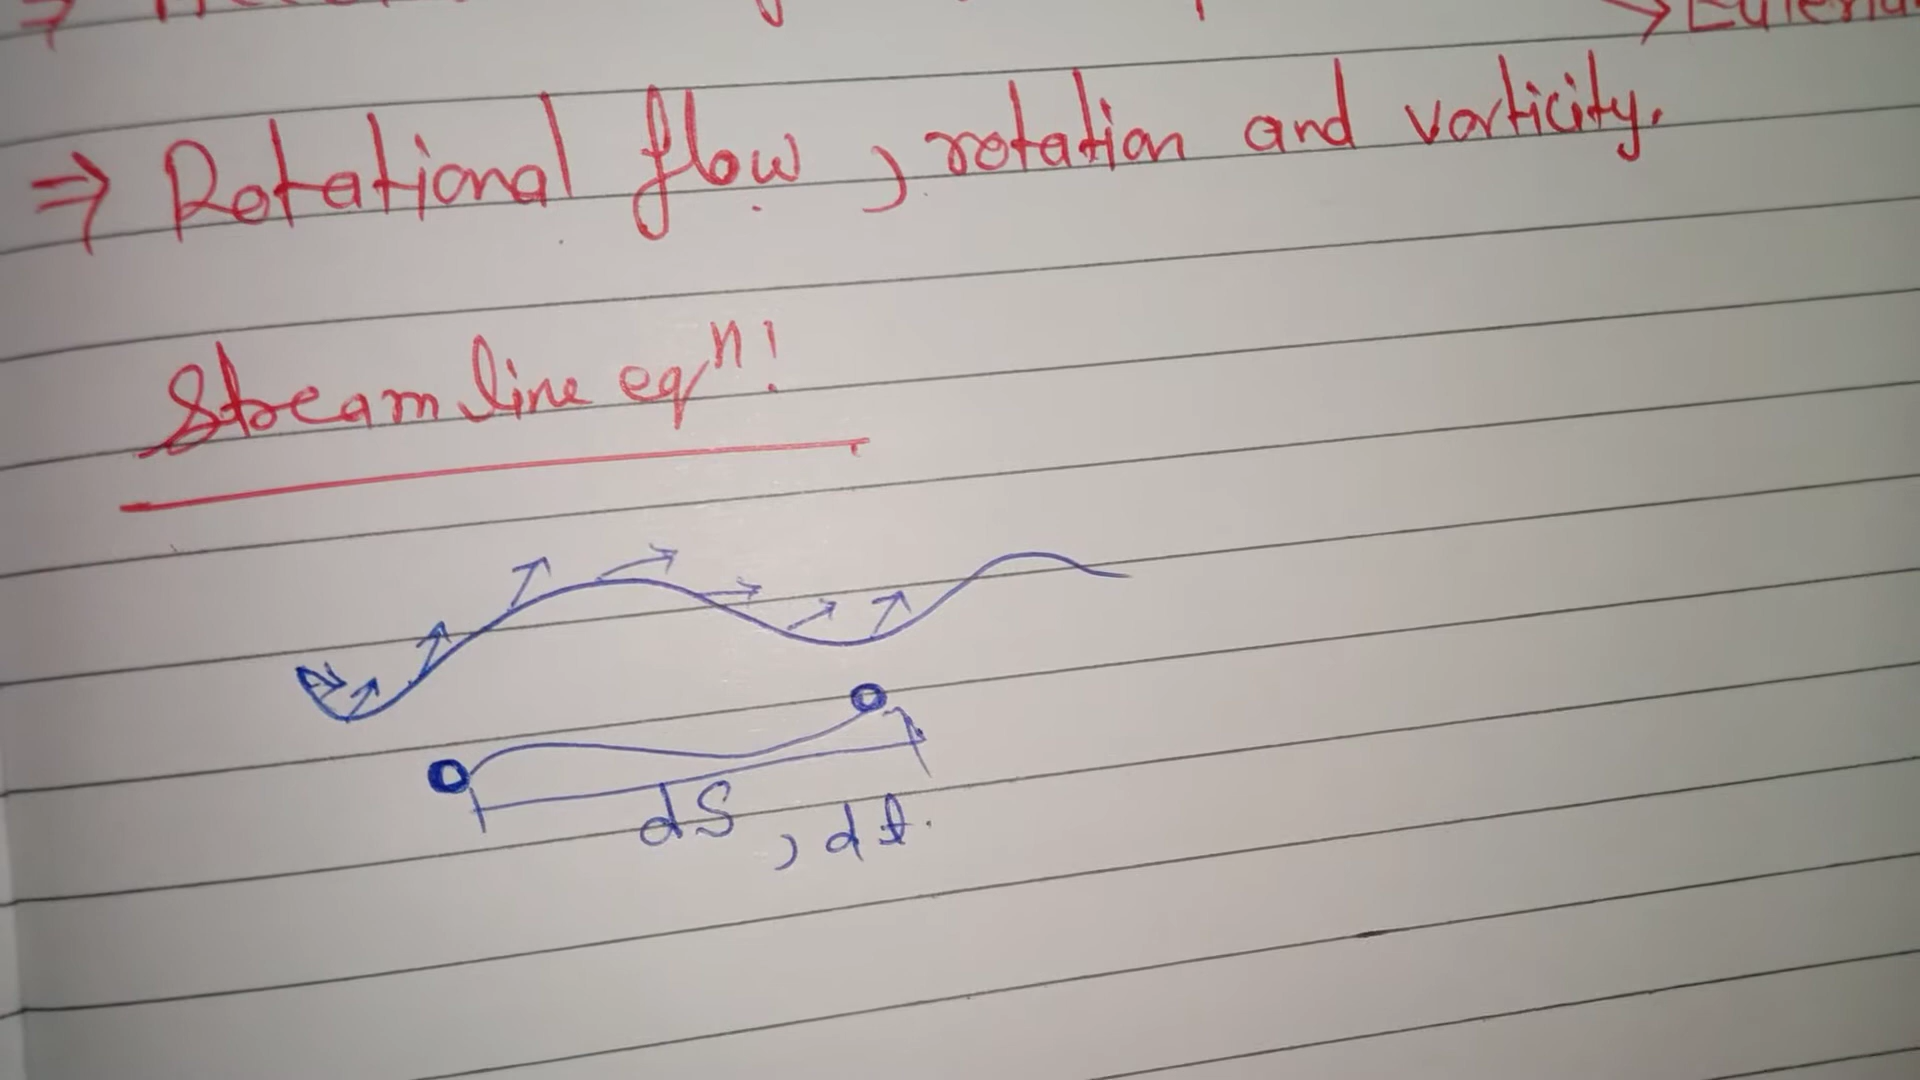 ⇒ Rotational flow, rotation and vorticity.
Stream line eqⁿ:
dS, dt.